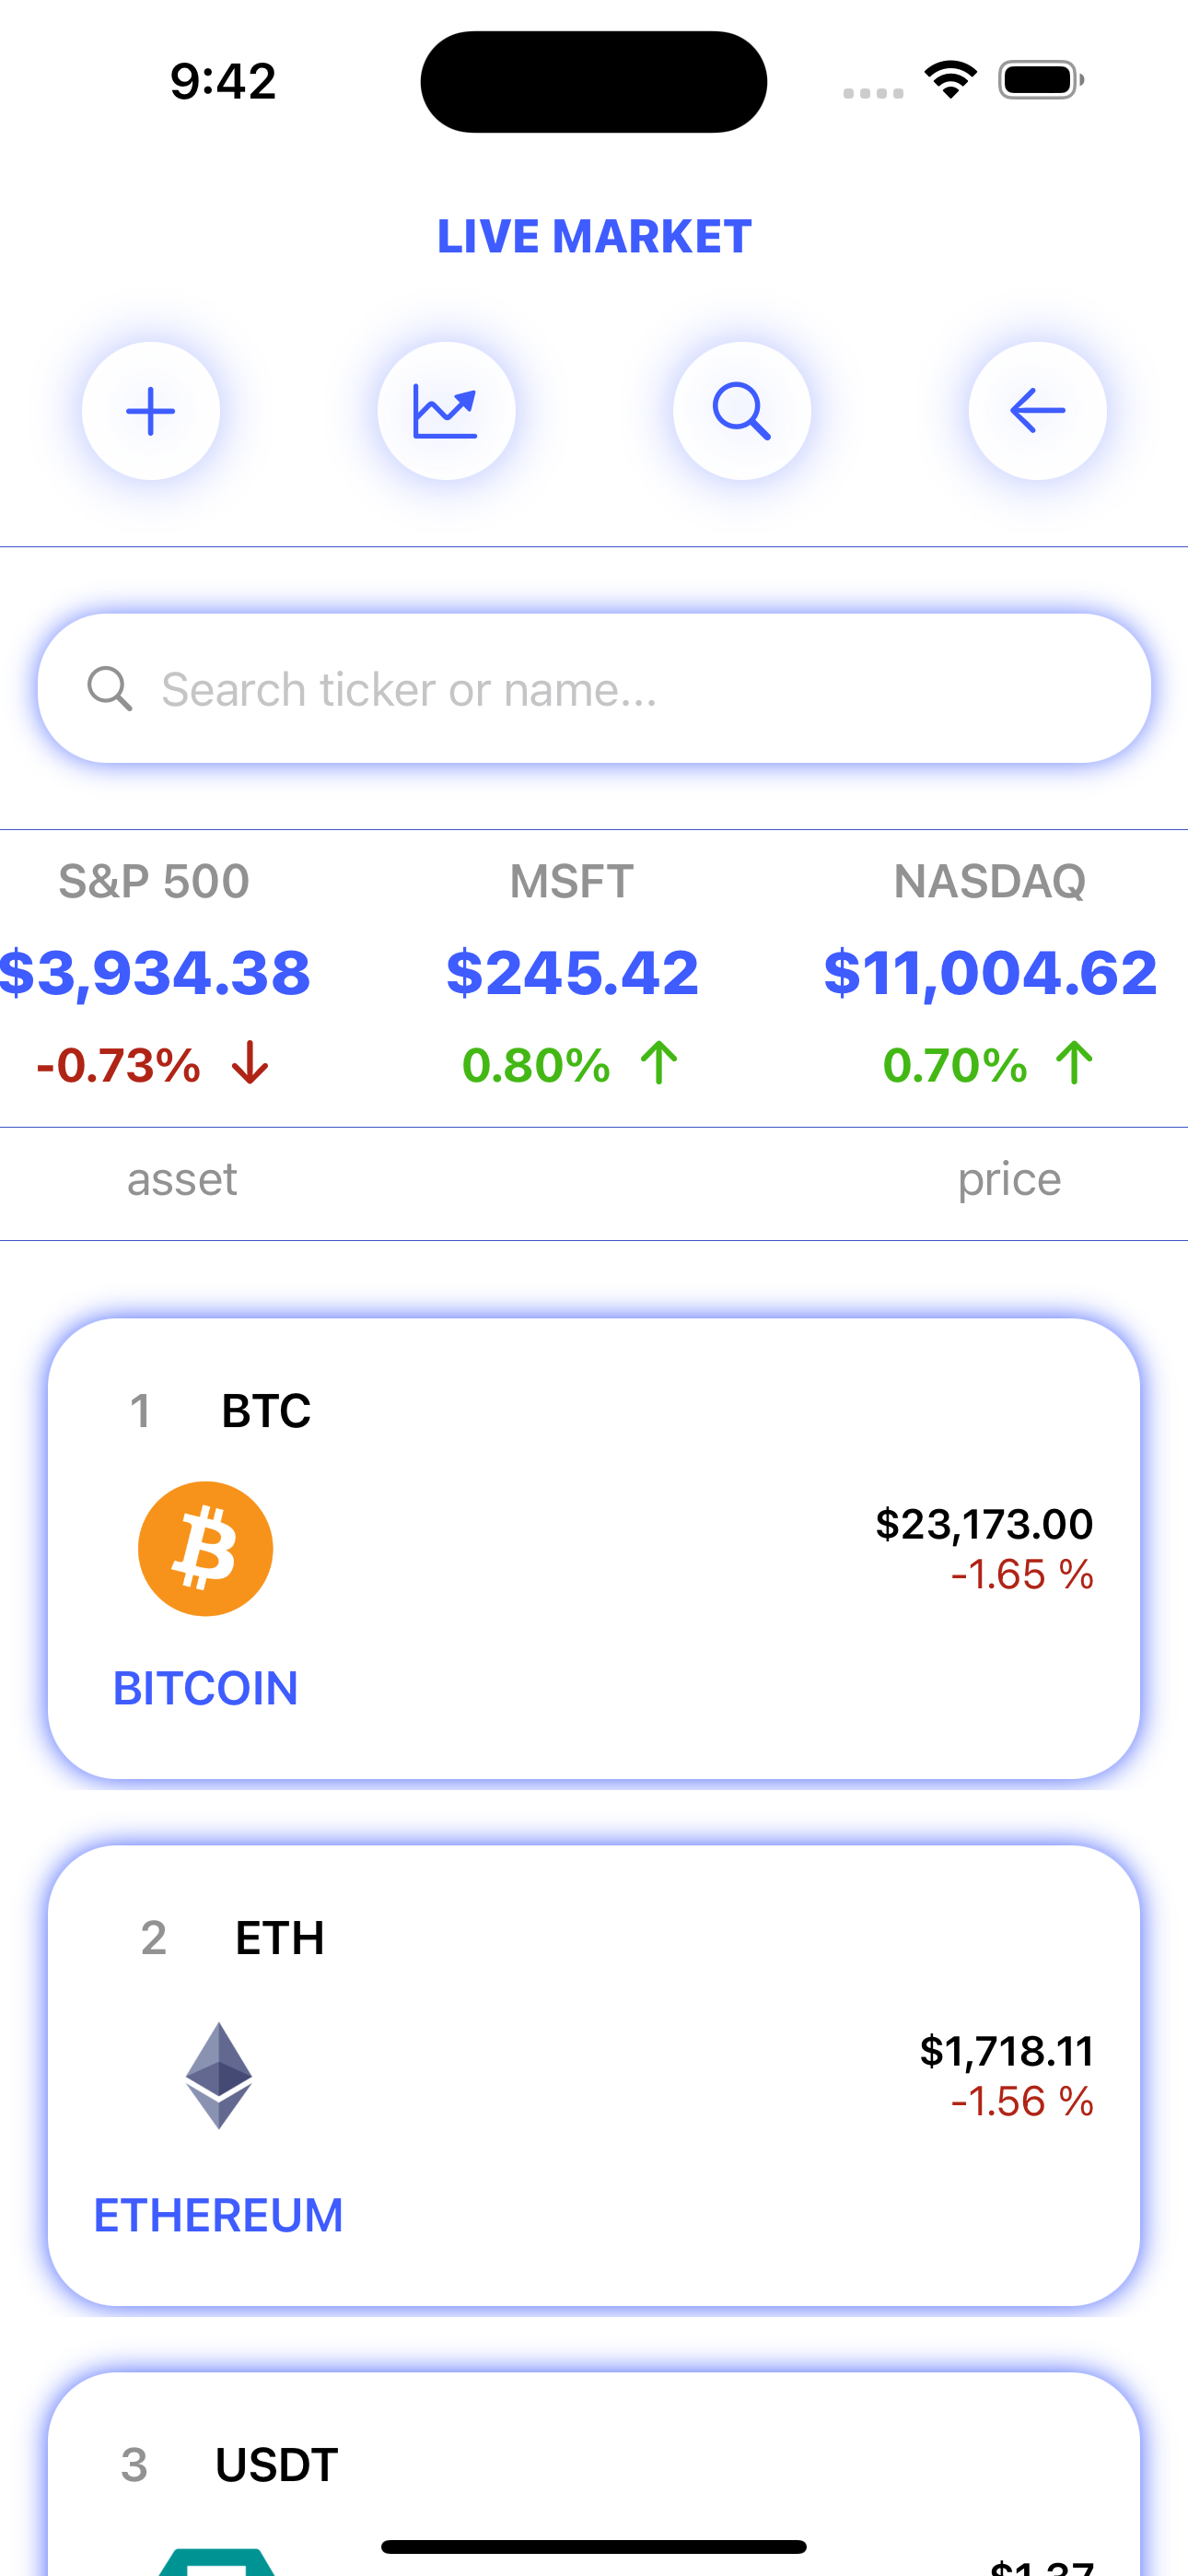 9:42
LIVE MARKET
Search ticker or name...
S&P 500 MSFT NASDAQ
$3,934.38 $245.42 $11,004.62
-0.73% 0.80% 0.70%
asset price
1 BTC
$23,173.00
-1.65 %
BITCOIN
2 ETH
$1,718.11
-1.56 %
ETHEREUM
3 USDT
$1.37